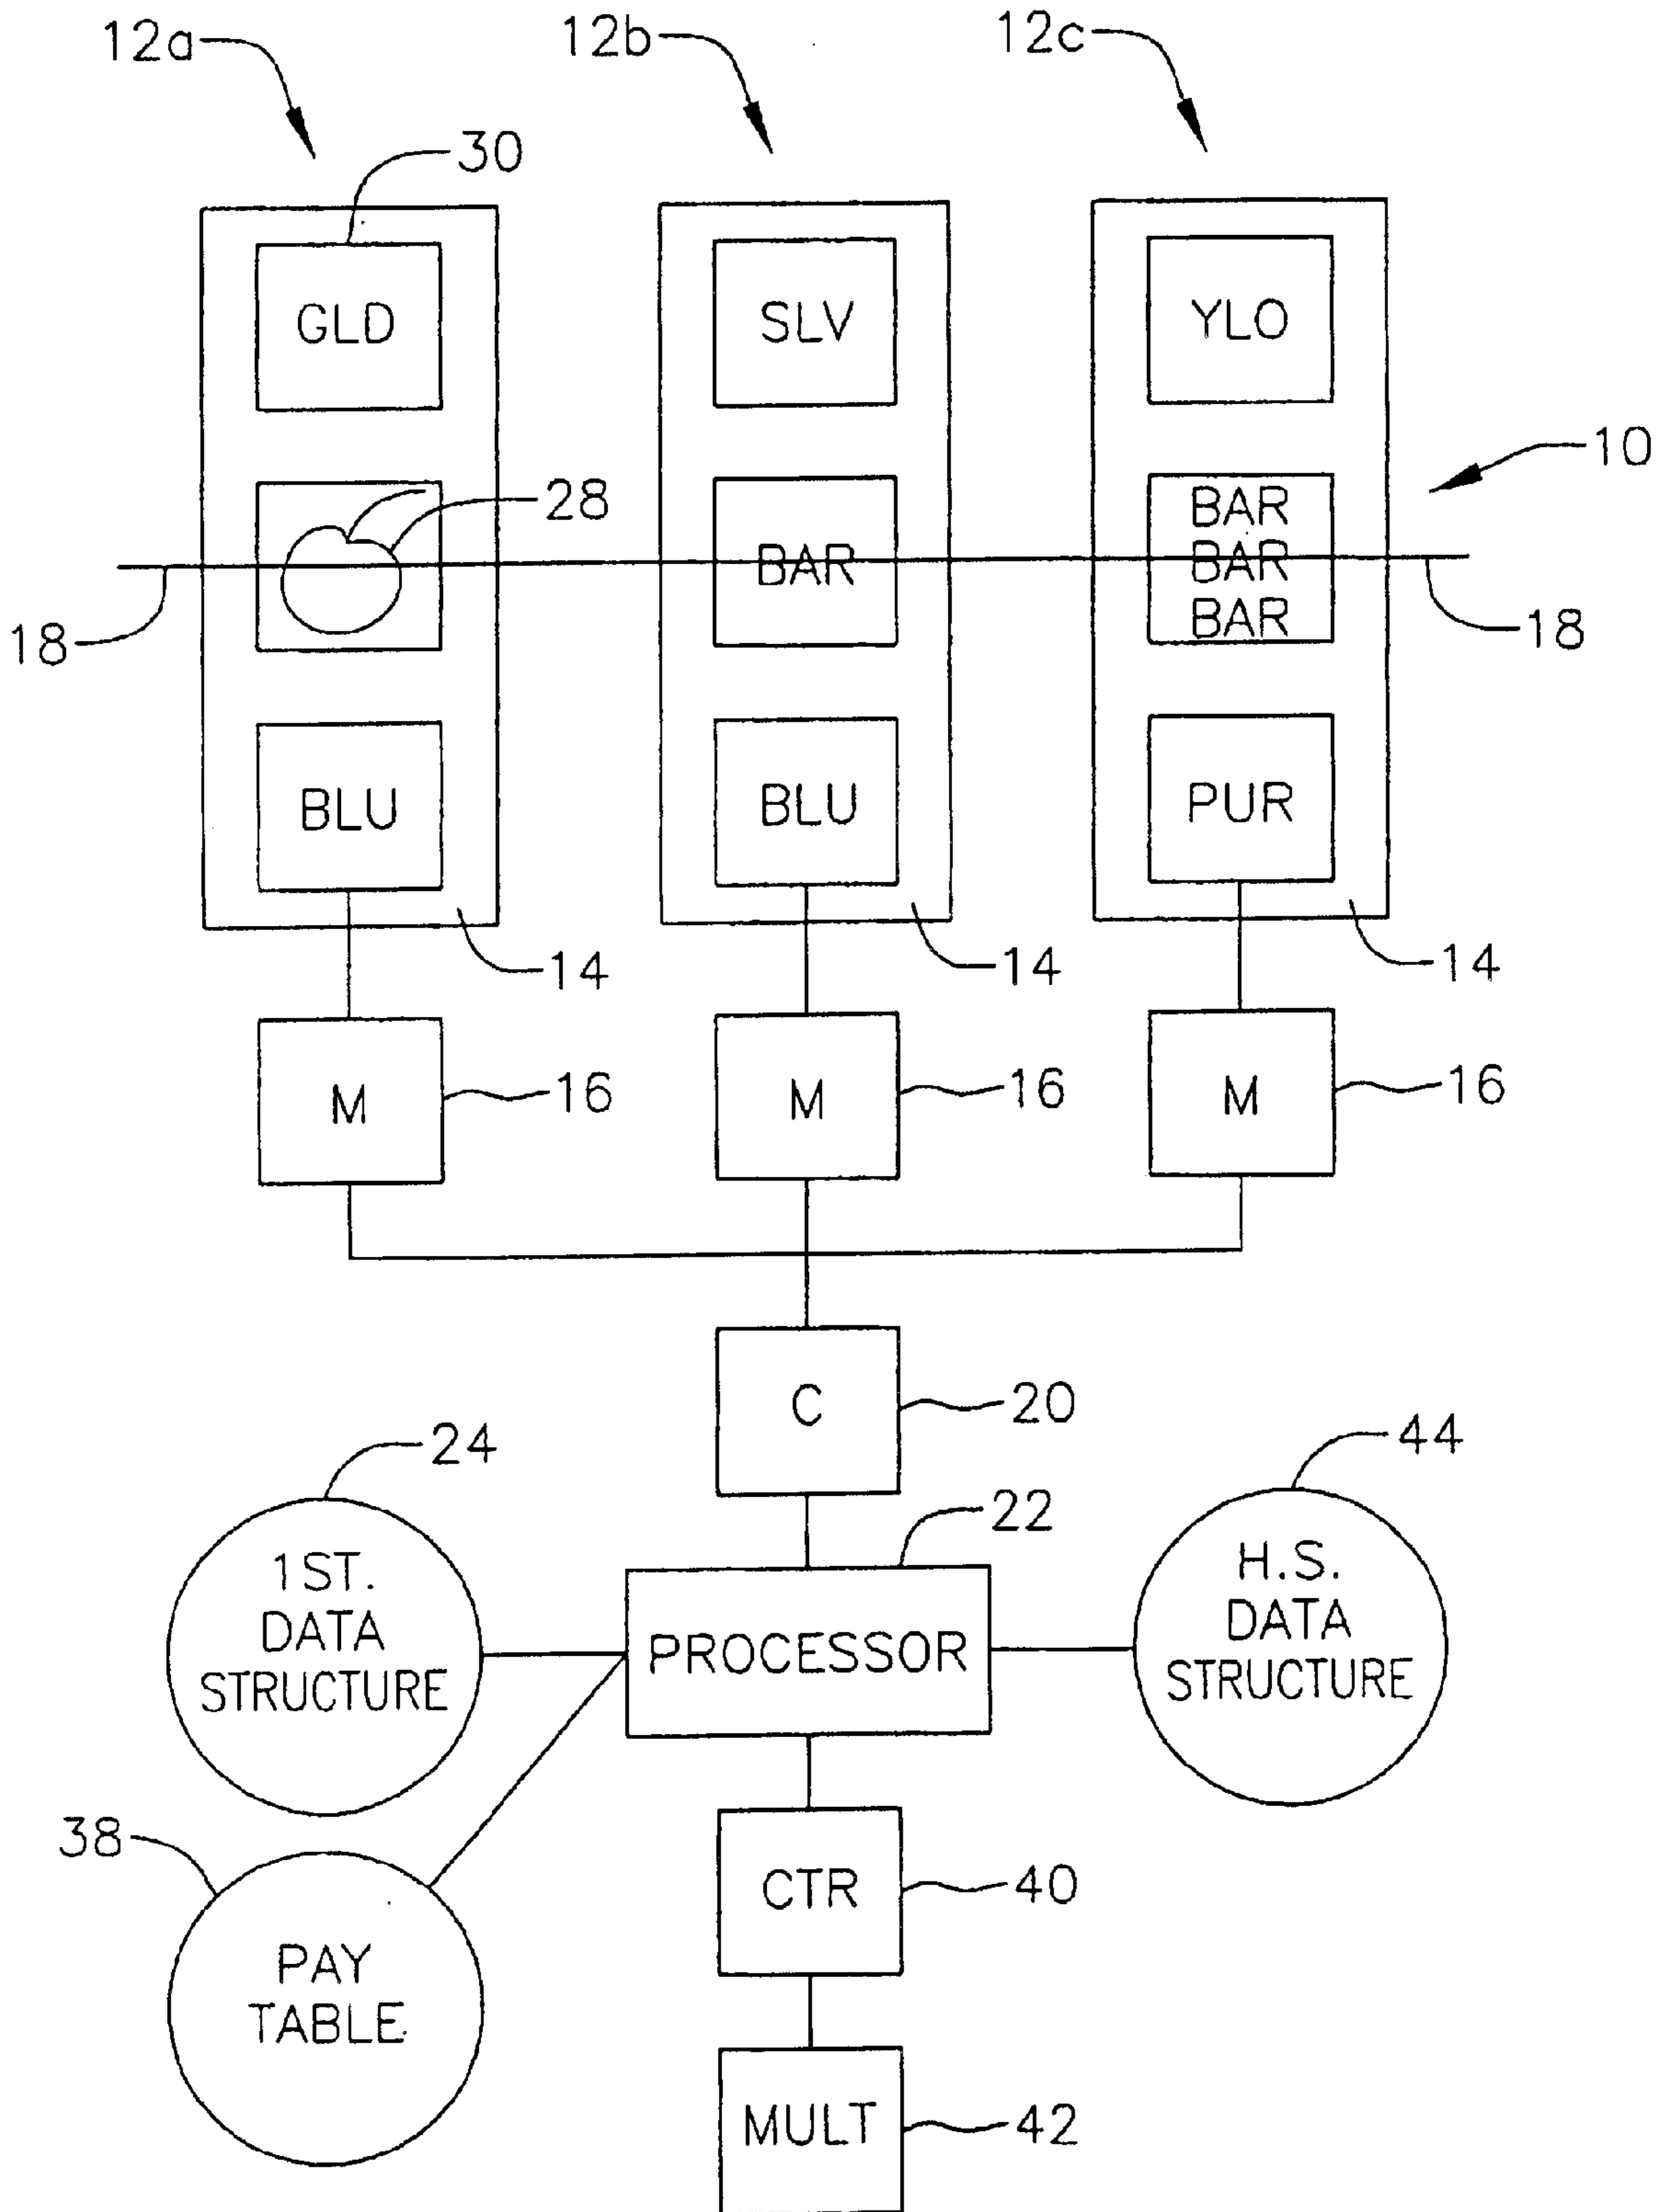 12a
12b
12c
30
GLD
SLV
YLO
10
28
BAR
BAR
BAR
BAR
18
18
BLU
BLU
PUR
14
14
14
M
16
M
16
M
16
C
20
24
44
22
1ST.
DATA
STRUCTURE
PROCESSOR
H.S.
DATA
STRUCTURE
38
CTR
40
PAY
TABLE
MULT
42